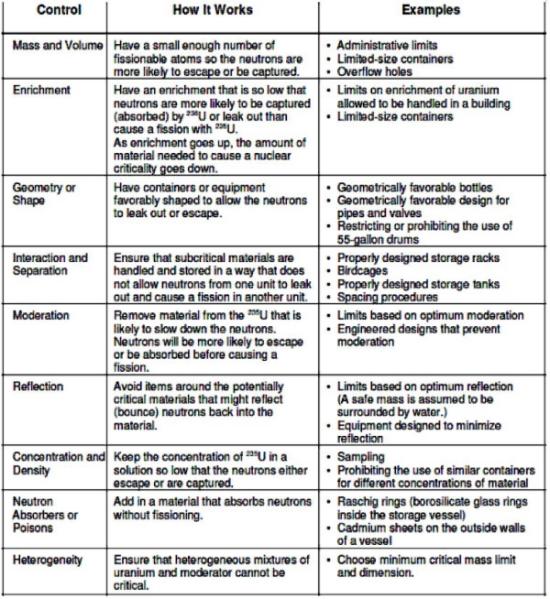 Control
How It Works
Examples
Mass and Volume
Have a small enough number of
fissionable atoms so the neutrons are
more likely to escape or be captured.
• Administrative limits
• Limited-size containers
• Overflow holes
Enrichment
Have an enrichment that is so low that
neutrons are more likely to be captured
(absorbed) by ²³⁸U or leak out than
cause a fission with ²³⁵U.
As enrichment goes up, the amount of
material needed to cause a nuclear
criticality goes down.
• Limits on enrichment of uranium
allowed to be handled in a building
• Limited-size containers
Geometry or
Shape
Have containers or equipment
favorably shaped to allow the neutrons
to leak out or escape.
• Geometrically favorable bottles
• Geometrically favorable design for
pipes and valves
• Restricting or prohibiting the use of
55-gallon drums
Interaction and
Separation
Ensure that subcritical materials are
handled and stored in a way that does
not allow neutrons from one unit to leak
out and cause a fission in another unit.
• Properly designed storage racks
• Birdcages
• Properly designed storage tanks
• Spacing procedures
Moderation
Remove material from the ²³⁵U that is
likely to slow down the neutrons.
Neutrons will be more likely to escape
or be absorbed before causing a
fission.
• Limits based on optimum moderation
• Engineered designs that prevent
moderation
Reflection
Avoid items around the potentially
critical materials that might reflect
(bounce) neutrons back into the
material.
• Limits based on optimum reflection
(A safe mass is assumed to be
surrounded by water.)
• Equipment designed to minimize
reflection
Concentration and
Density
Keep the concentration of ²³⁵U in a
solution so low that the neutrons either
escape or are captured.
• Sampling
• Prohibiting the use of similar containers
for different concentrations of material
Neutron
Absorbers or
Poisons
Add in a material that absorbs neutrons
without fissioning.
• Raschig rings (borosilicate glass rings
inside the storage vessel)
• Cadmium sheets on the outside walls
of a vessel
Heterogeneity
Ensure that heterogeneous mixtures of
uranium and moderator cannot be
critical.
• Choose minimum critical mass limit
and dimension.